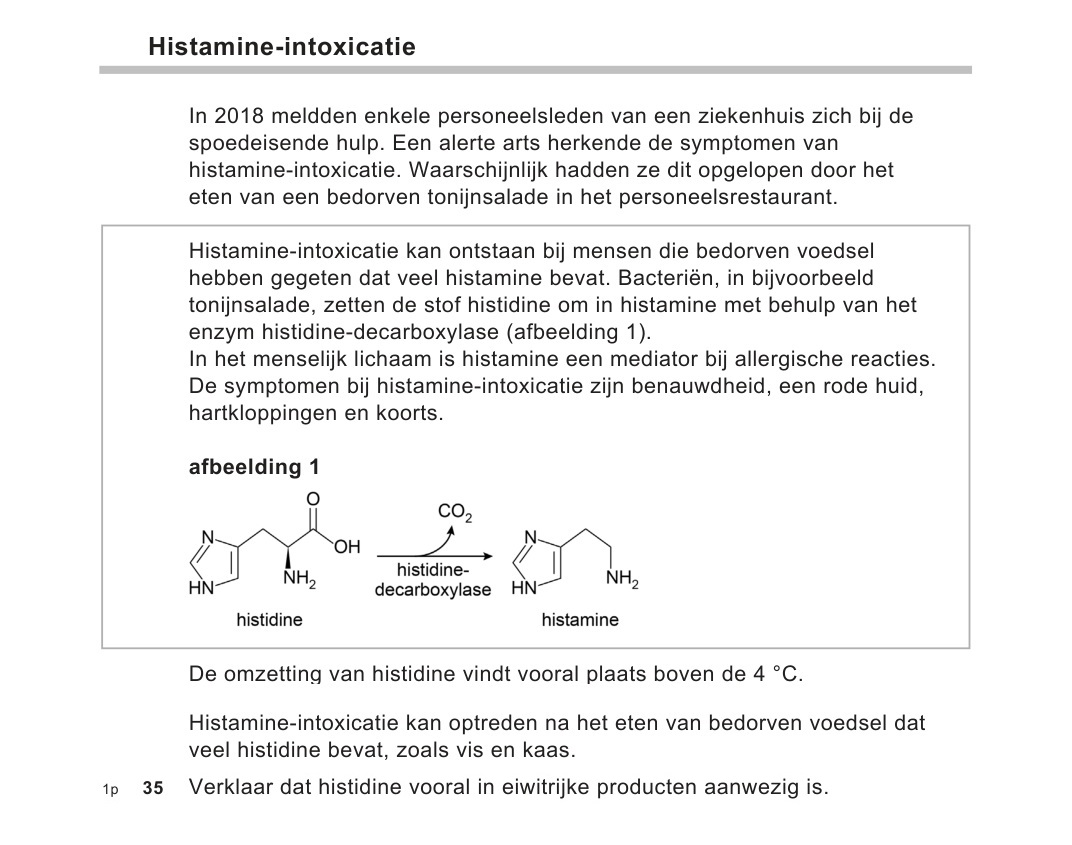 Histamine-intoxicatie
In 2018 meldden enkele personeelsleden van een ziekenhuis zich bij de
spoedeisende hulp. Een alerte arts herkende de symptomen van
histamine-intoxicatie. Waarschijnlijk hadden ze dit opgelopen door het
eten van een bedorven tonijnsalade in het personeelsrestaurant.
Histamine-intoxicatie kan ontstaan bij mensen die bedorven voedsel
hebben gegeten dat veel histamine bevat. Bacteriën, in bijvoorbeeld
tonijnsalade, zetten de stof histidine om in histamine met behulp van het
enzym histidine-decarboxylase (afbeelding 1).
In het menselijk lichaam is histamine een mediator bij allergische reacties.
De symptomen bij histamine-intoxicatie zijn benauwdheid, een rode huid,
hartkloppingen en koorts.
afbeelding 1
O
CO2
N
OH
N
NH2
histidine-
NH2
HN
decarboxylase
HN
histidine
histamine
De omzetting van histidine vindt vooral plaats boven de 4 °C.
Histamine-intoxicatie kan optreden na het eten van bedorven voedsel dat
veel histidine bevat, zoals vis en kaas.
1p 35 Verklaar dat histidine vooral in eiwitrijke producten aanwezig is.